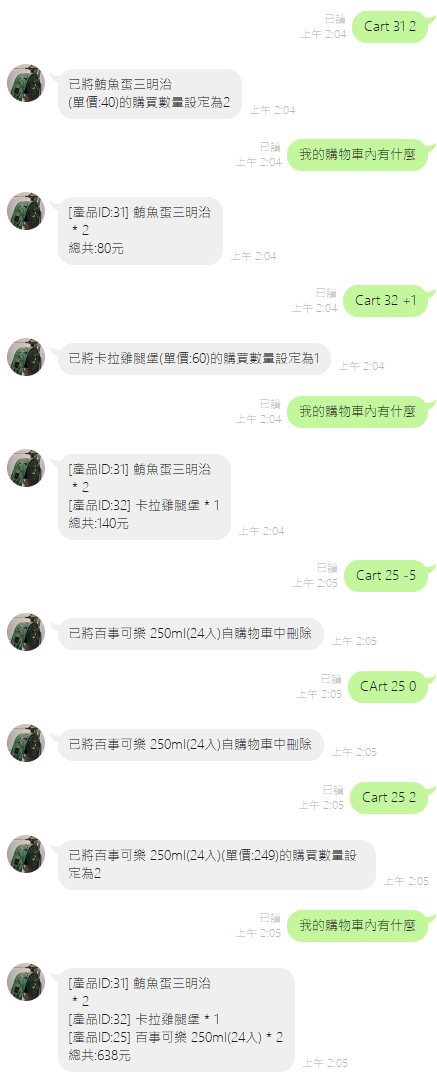 已讀
上午 2:04
Cart 31 2
已將鮪魚蛋三明治
(單價:40)的購買數量設定為2
上午 2:04
已讀
上午 2:04
我的購物車內有什麼
[產品ID:31] 鮪魚蛋三明治
* 2
總共:80元
上午 2:04
已讀
上午 2:04
Cart 32 +1
已將卡拉雞腿堡(單價:60)的購買數量設定為1
上午 2:04
已讀
上午 2:04
我的購物車內有什麼
[產品ID:31] 鮪魚蛋三明治
* 2
[產品ID:32] 卡拉雞腿堡 * 1
總共:140元
上午 2:04
已讀
上午 2:05
Cart 25 -5
已將百事可樂 250ml(24入)自購物車中刪除
上午 2:05
已讀
上午 2:05
CArt 25 0
已將百事可樂 250ml(24入)自購物車中刪除
上午 2:05
已讀
上午 2:05
Cart 25 2
已將百事可樂 250ml(24入)(單價:249)的購買數量設
定為2
上午 2:05
已讀
上午 2:05
我的購物車內有什麼
[產品ID:31] 鮪魚蛋三明治
* 2
[產品ID:32] 卡拉雞腿堡 * 1
[產品ID:25] 百事可樂 250ml(24入) * 2
總共:638元
上午 2:05